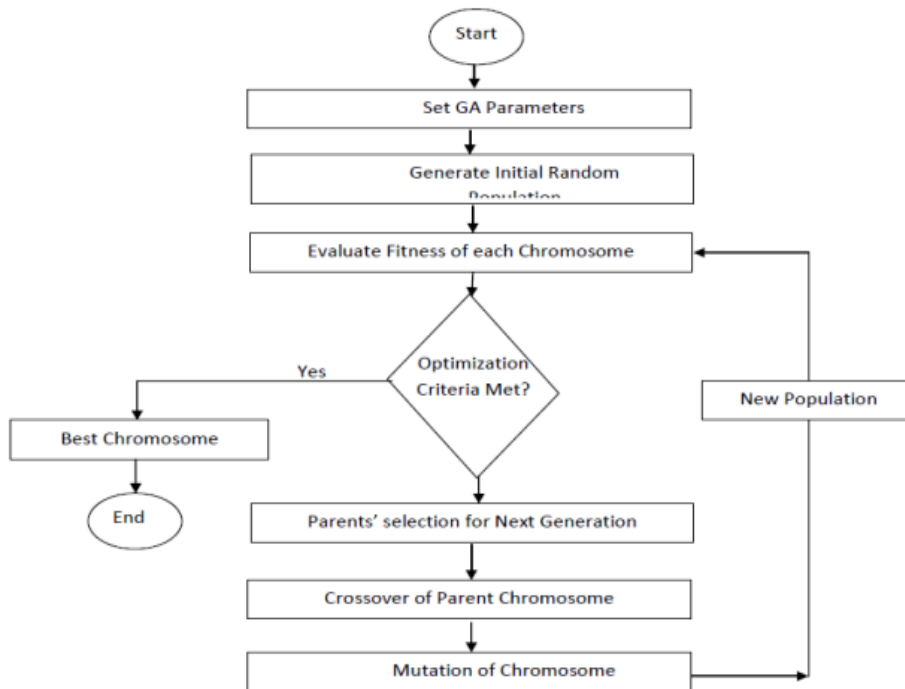 Start
Set GA Parameters
Generate Initial Random
Population
Evaluate Fitness of each Chromosome
Optimization
Criteria Met?
Yes
New Population
Best Chromosome
End
Parents' selection for Next Generation
Crossover of Parent Chromosome
Mutation of Chromosome